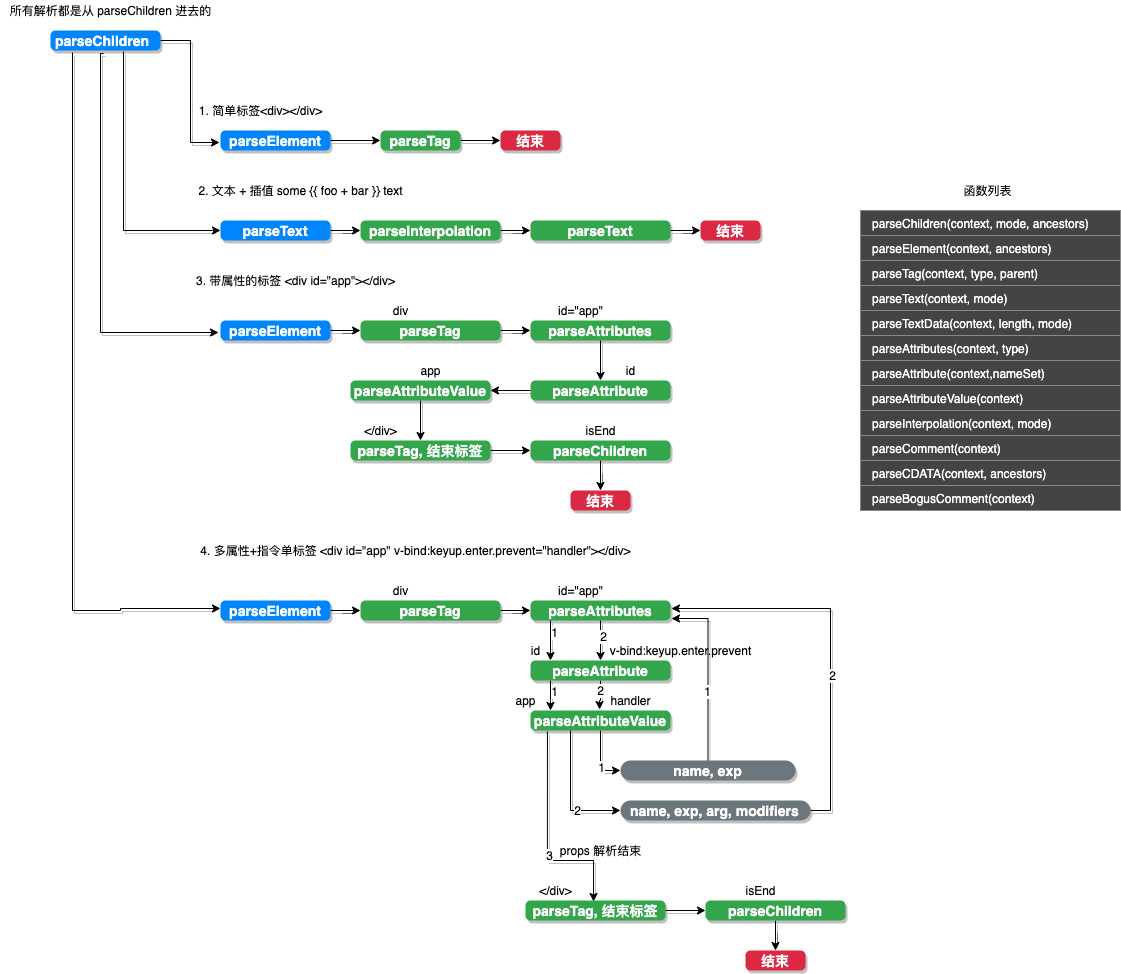 所有解析都是从 parseChildren 进去的
parseChildren
1. 简单标签<div></div>
parseElement
parseTag
结束
2. 文本 + 插值 some {{ foo + bar }} text
parseText
parseInterpolation
parseText
结束
3. 带属性的标签 <div id="app"></div>
div
id="app"
parseElement
parseTag
parseAttributes
app
id
parseAttributeValue
parseAttribute
</div>
isEnd
parseTag, 结束标签
parseChildren
结束
函数列表
parseChildren(context, mode, ancestors)
parseElement(context, ancestors)
parseTag(context, type, parent)
parseText(context, mode)
parseTextData(context, length, mode)
parseAttributes(context, type)
parseAttribute(context,nameSet)
parseAttributeValue(context)
parseInterpolation(context, mode)
parseComment(context)
parseCDATA(context, ancestors)
parseBogusComment(context)
4. 多属性+指令单标签 <div id="app" v-bind:keyup.enter.prevent="handler"></div>
div
id="app"
parseElement
parseTag
parseAttributes
1
2
id
v-bind:keyup.enter.prevent
parseAttribute
2
1
2
1
app
handler
parseAttributeValue
1
name, exp
2
name, exp, arg, modifiers
3
props 解析结束
</div>
isEnd
parseTag, 结束标签
parseChildren
结束